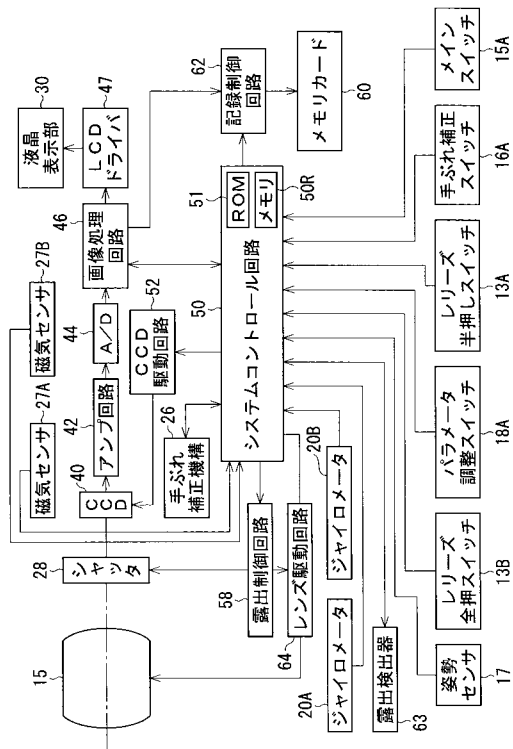 15
28
シャッタ
40
CCD
42
アンプ回路
44
A/D
46
画像処理
回路
47
LCD
ドライバ
30
液晶
表示部
27A
磁気センサ
27B
磁気センサ
26
手ぶれ
補正機構
52
CCD
駆動回路
50
システムコントロール回路
51
ROM
メモリ
50R
62
記録制御
回路
メモリカード
60
58
露出制御回路
64
レンズ駆動回路
20A
ジャイロメータ
20B
ジャイロメータ
露出検出器
63
姿勢
センサ
17
レリーズ
全押スイッチ
13B
パラメータ
調整スイッチ
18A
レリーズ
半押しスイッチ
13A
手ぶれ補正
スイッチ
16A
メイン
スイッチ
15A